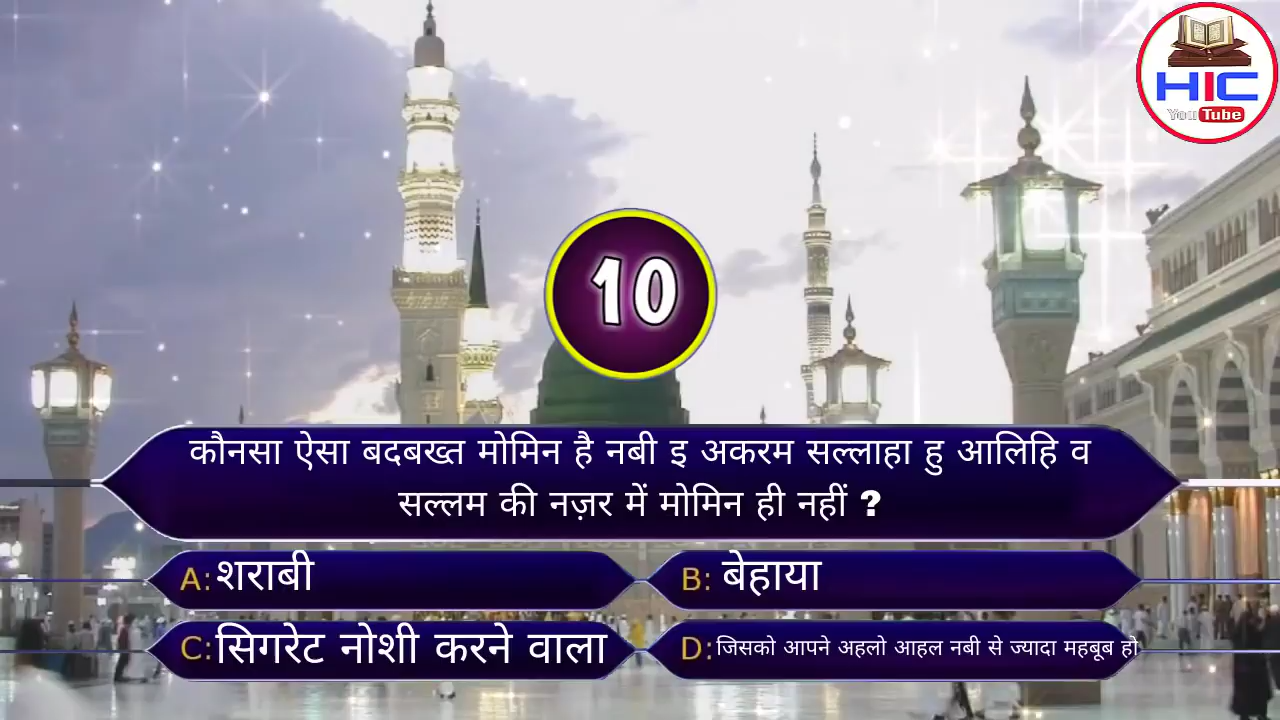 HIC
YouTube
10
कौनसा ऐसा बदबख्त मोमिन है नबी इ अकरम सल्लाहा हु आलिहि व
सल्लम की नज़र में मोमिन ही नहीं ?
A:शराबी
B: बेहाया
C:सिगरेट नोशी करने वाला
D:जिसको आपने अहलो आहल नबी से ज्यादा महबूब हो